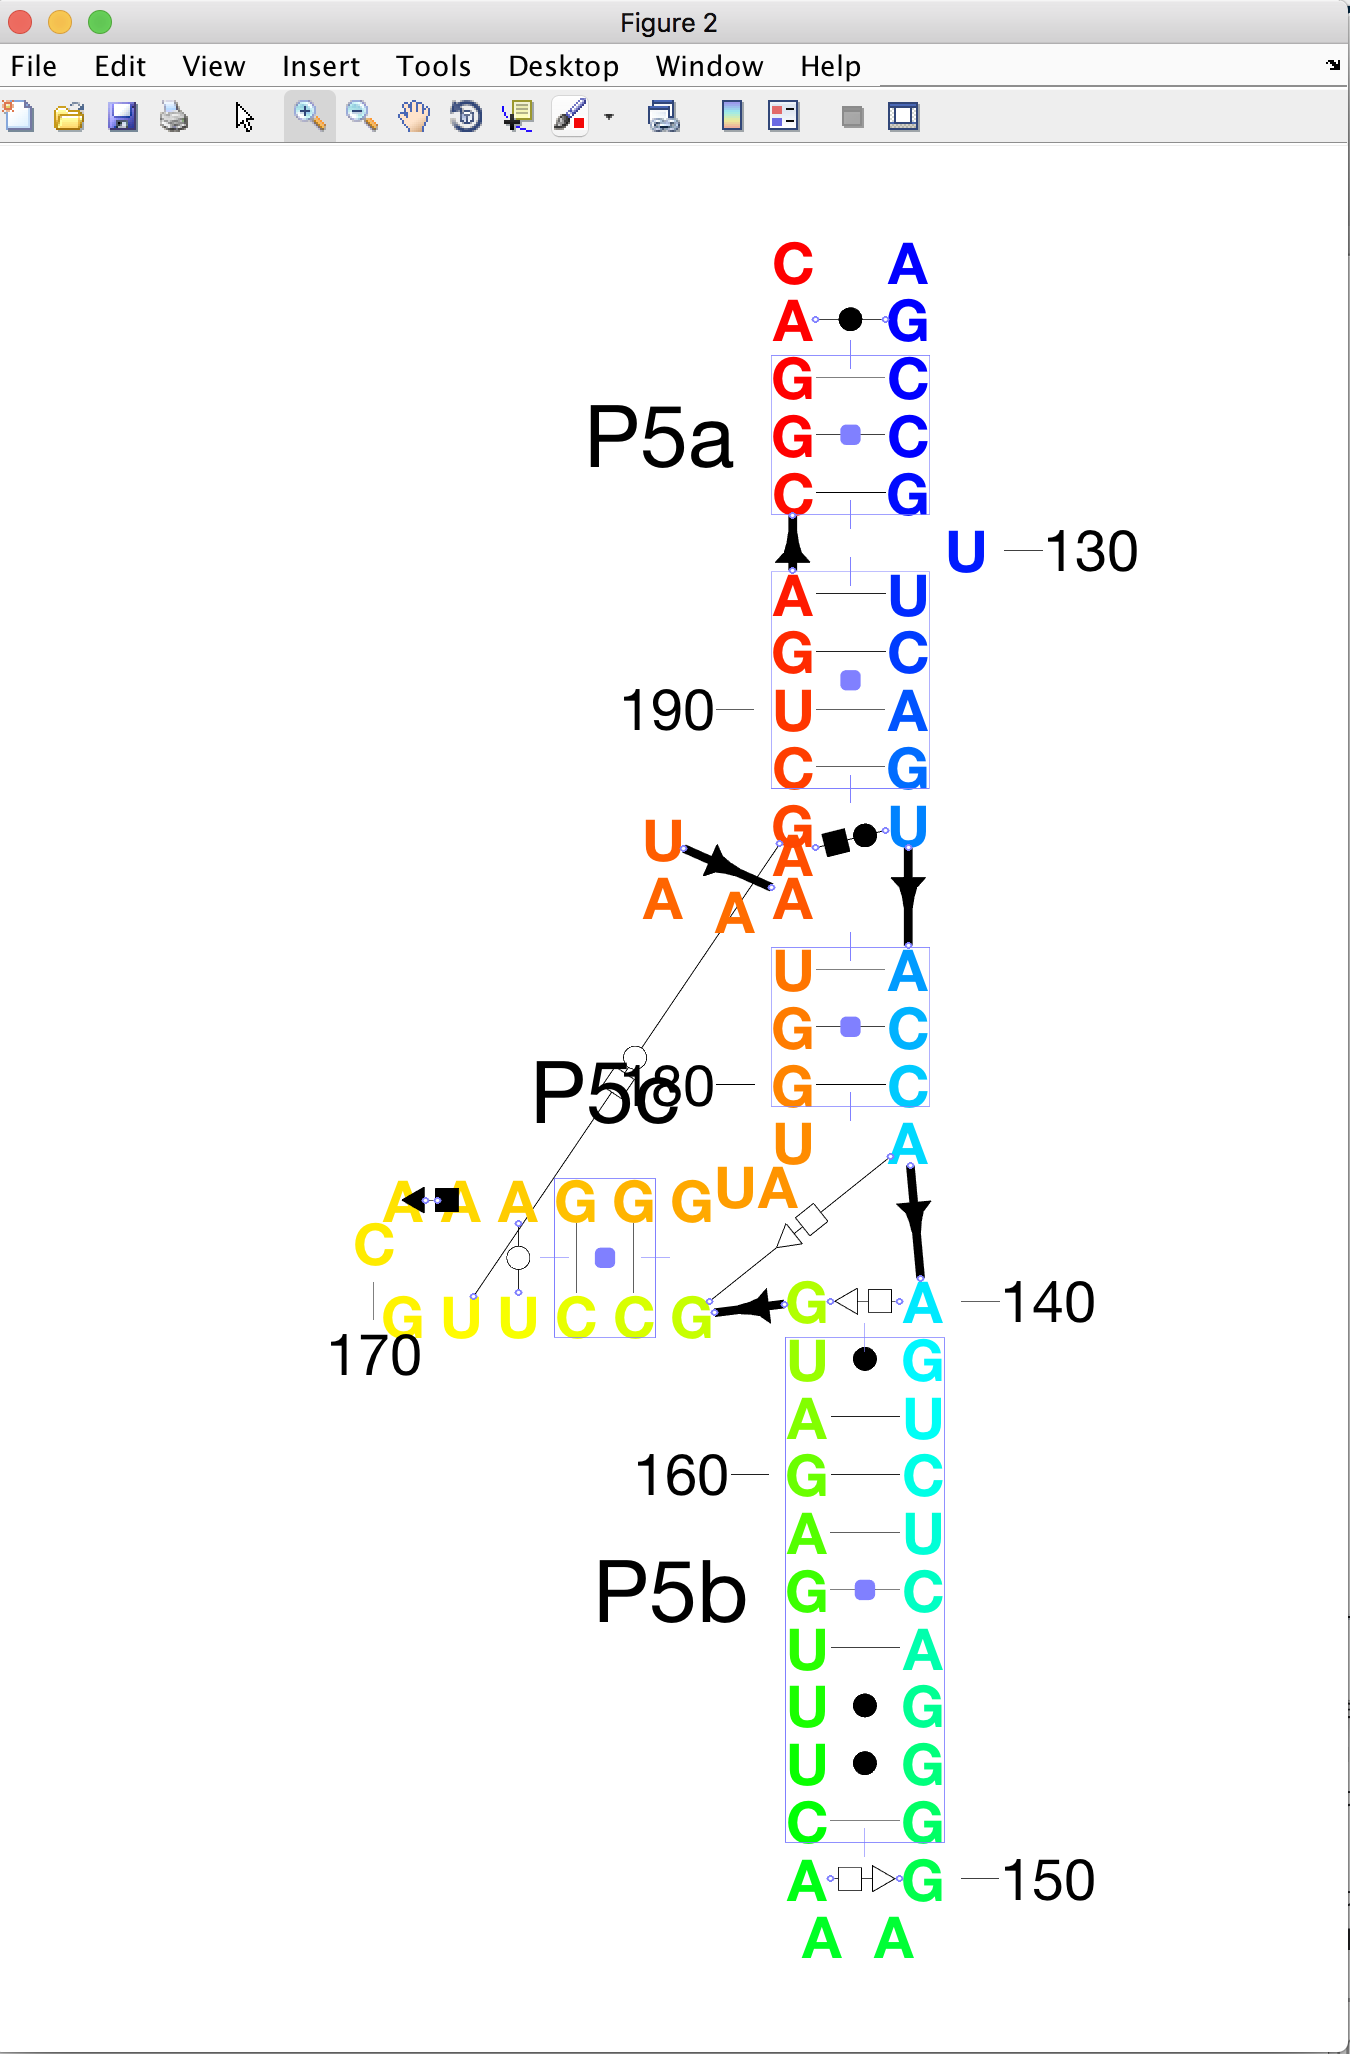 Figure 2
File Edit View Insert Tools Desktop Window Help
C A
A G
G C
P5a G C
C G
U 130
A U
G C
190 U A
C G
G U
U A
A A A
U A
G C
P5c 180 G C
U A
A A A G G G U A
C
G U U C C G G A 140
170 U G
A U
160 G C
A U
P5b G C
U A
U G
U G
C G
A G 150
A A